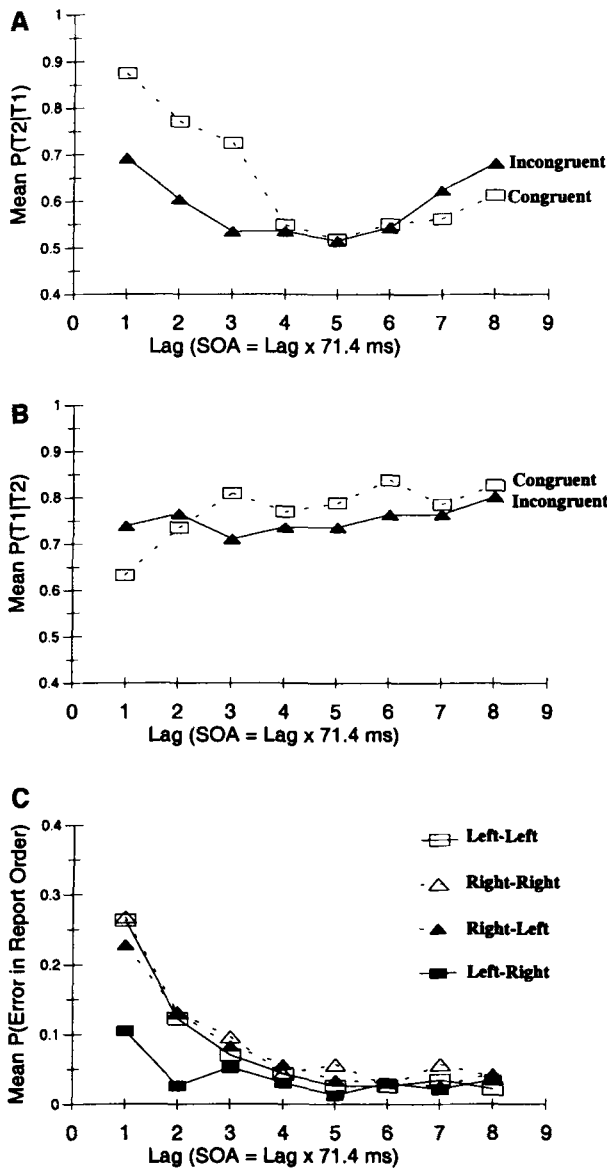 A
Mean P(T2|T1)
1
0.9
0.8
0.7
0.6
0.5
0.4
Incongruent
Congruent
0 1 2 3 4 5 6 7 8 9
Lag (SOA = Lag x 71.4 ms)
B
Mean P(T1|T2)
1
0.9
0.8
0.7
0.6
0.5
0.4
Congruent
Incongruent
0 1 2 3 4 5 6 7 8 9
Lag (SOA = Lag x 71.4 ms)
C
Mean P(Error in Report Order)
0.4
0.3
0.2
0.1
0
Left-Left
Right-Right
Right-Left
Left-Right
0 1 2 3 4 5 6 7 8 9
Lag (SOA = Lag x 71.4 ms)